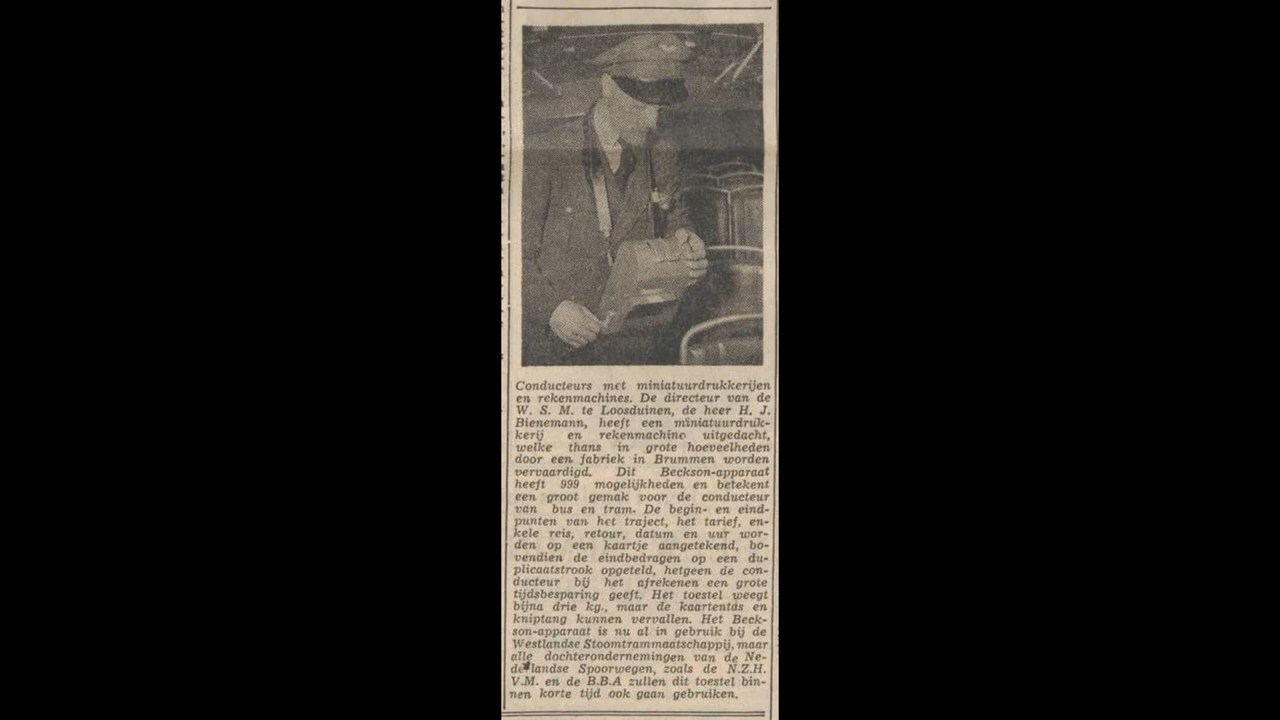 Conducteurs met miniatuurdrukkerijen
en rekenmachines. De directeur van de
W. S. M. te Loosduinen, de heer H. J.
Bienemann, heeft een miniatuurdruk-
kerij en rekenmachine uitgedacht,
welke thans in grote hoeveelheden
door een fabriek in Brummen worden
vervaardigd. Dit Beckson-apparaat
heeft 999 mogelijkheden en betekent
een groot gemak voor de conducteur
van bus en tram. De begin- en eind-
punten van het traject, het tarief, en-
kele reis, retour, datum en uur wor-
den op een kaartje aangetekend, bo-
vendien de eindbedragen op een du-
plicaatstrook opgeteld, hetgeen de con-
ducteur bij het afrekenen een grote
tijdsbesparing geeft. Het toestel weegt
bijna drie kg., maar de kaartentas en
kniptang kunnen vervallen. Het Beck-
son-apparaat is nu al in gebruik bij de
Westlandse Stoomtrammaatschappij, maar
alle dochterondernemingen van de Ne-
derlandse Spoorwegen, zoals de N.Z.H.
V.M. en de B.B.A zullen dit toestel bin-
nen korte tijd ook gaan gebruiken.